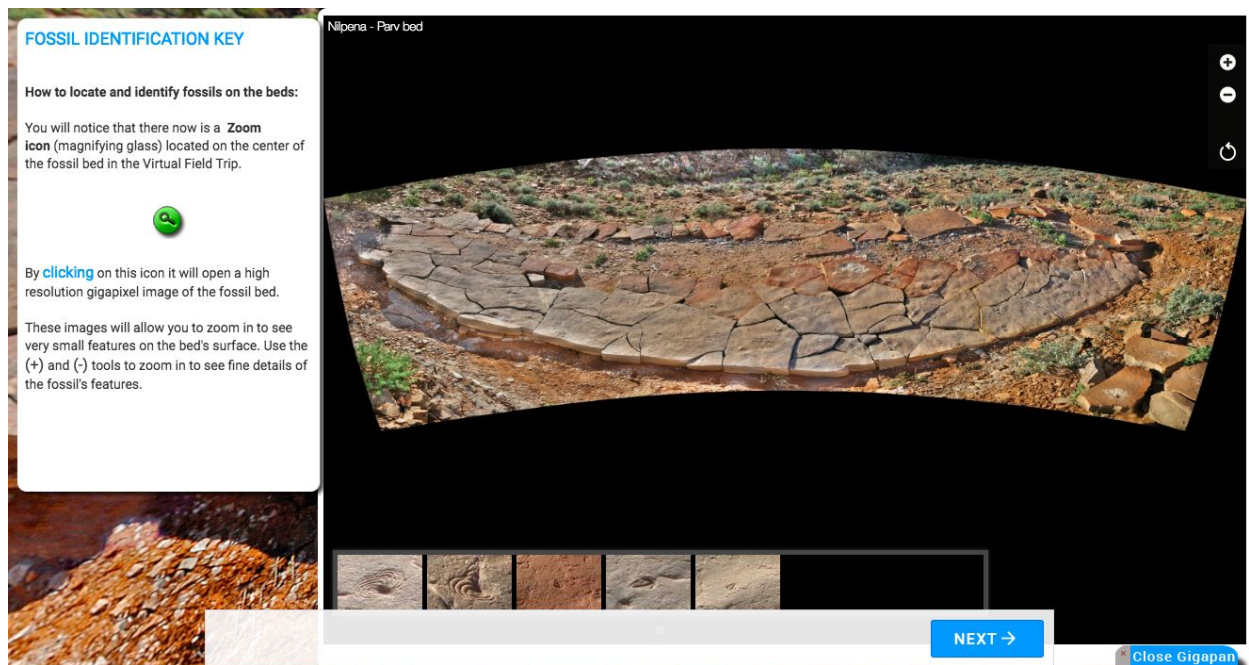 FOSSIL IDENTIFICATION KEY
How to locate and identify fossils on the beds:
You will notice that there now is a Zoom
icon (magnifying glass) located on the center of
the fossil bed in the Virtual Field Trip.
By clicking on this icon it will open a high
resolution gigapixel image of the fossil bed.
These images will allow you to zoom in to see
very small features on the bed's surface. Use the
(+) and (-) tools to zoom in to see fine details of
the fossil's features.
Nilpena - Parv bed
NEXT →
× Close Gigapan